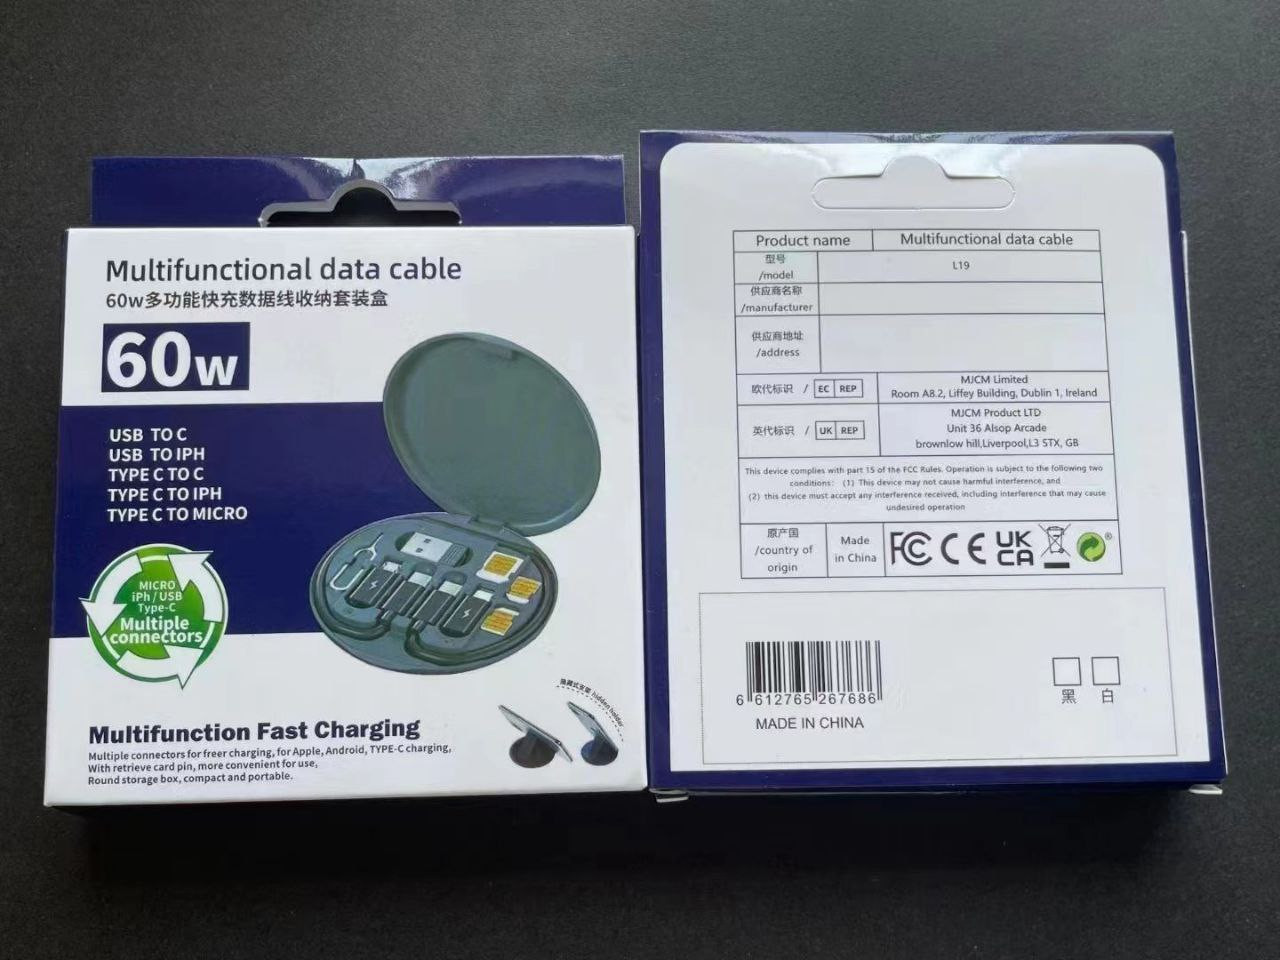 Multifunctional data cable
60w多功能快充数据线收纳套装盒
60w
USB TO C
USB TO IPH
TYPE C TO C
TYPE C TO IPH
TYPE C TO MICRO
MICRO
iPh / USB
Type-C
Multiple
connectors
隐藏式支架 hidden holder
Multifunction Fast Charging
Multiple connectors for freer charging, for Apple, Android, TYPE-C charging,
With retrieve card pin, more convenient for use,
Round storage box, compact and portable.
Product name Multifunctional data cable
型号
/model
L19
供应商名称
/manufacturer
供应商地址
/address
欧代标识 / EC REP
MJCM Limited
Room A8.2, Liffey Building, Dublin 1, Ireland
英代标识 / UK REP
MJCM Product LTD
Unit 36 Alsop Arcade
brownlow hill,Liverpool,L3 5TX, GB
This device complies with part 15 of the FCC Rules. Operation is subject to the following two
conditions: (1) This device may not cause harmful interference, and
(2) this device must accept any interference received, including interference that may cause
undesired operation
原产国
/country of
origin
Made
in China
FC CE UK
CA ®
6 612765 267686
MADE IN CHINA
黑 白